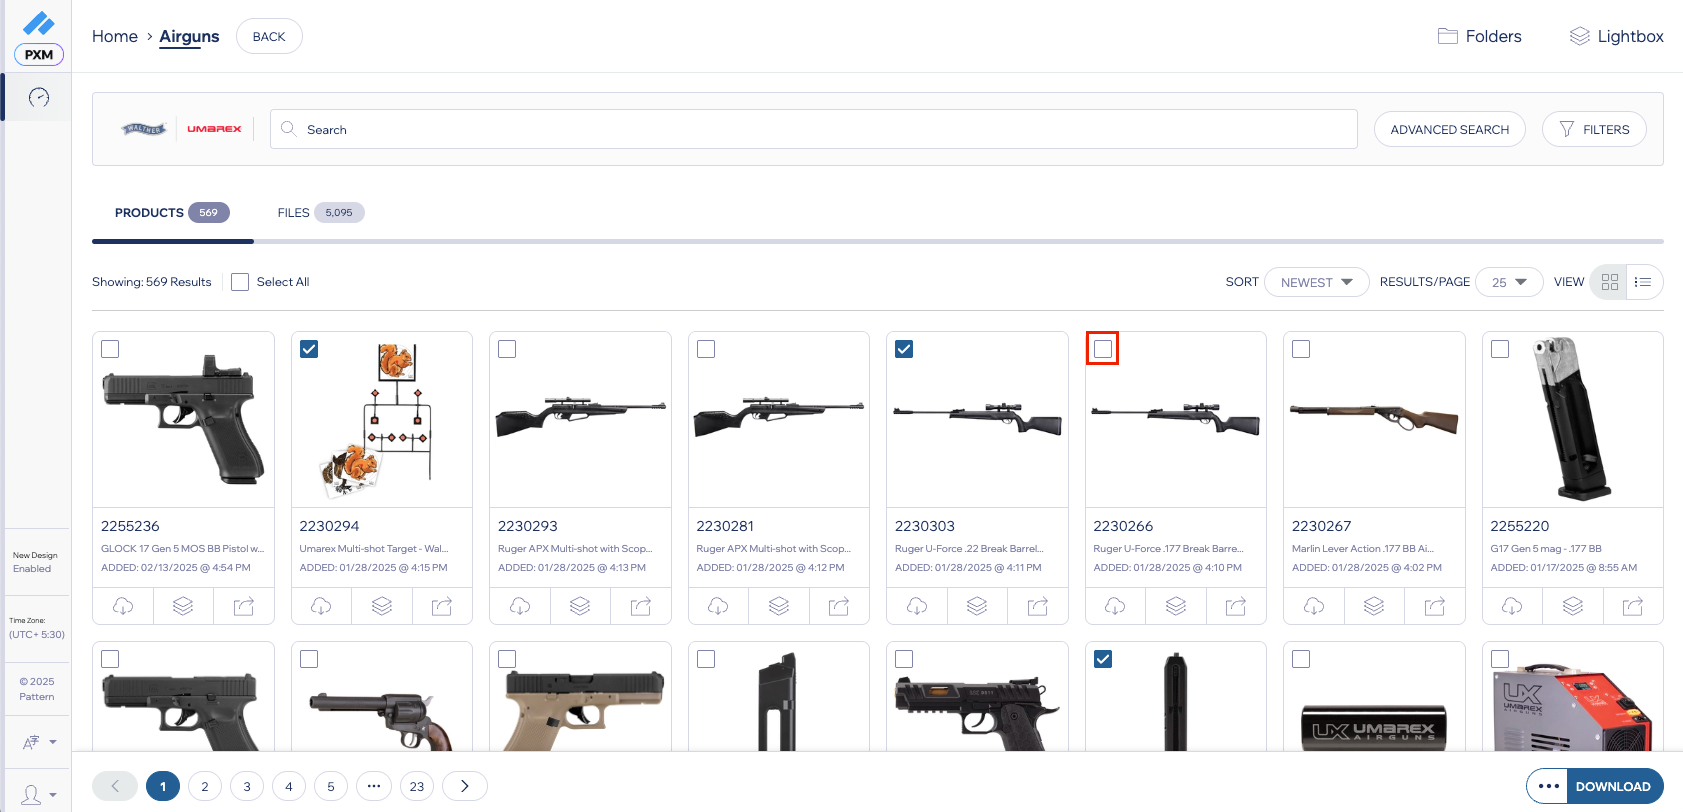 PXM
Home › Airguns
BACK
Folders
Lightbox
WALTHER
UMAREX
Search
ADVANCED SEARCH
FILTERS
PRODUCTS 569
FILES 5,095
Showing: 569 Results
Select All
SORT
NEWEST
RESULTS/PAGE
25
VIEW
2255236
GLOCK 17 Gen 5 MOS BB Pistol w...
ADDED: 02/13/2025 @ 4:54 PM
2230294
Umarex Multi-shot Target - Wal...
ADDED: 01/28/2025 @ 4:15 PM
2230293
Ruger APX Multi-shot with Scop...
ADDED: 01/28/2025 @ 4:13 PM
2230281
Ruger APX Multi-shot with Scop...
ADDED: 01/28/2025 @ 4:12 PM
2230303
Ruger U-Force .22 Break Barrel...
ADDED: 01/28/2025 @ 4:11 PM
2230266
Ruger U-Force .177 Break Barre...
ADDED: 01/28/2025 @ 4:10 PM
2230267
Marlin Lever Action .177 BB Ai...
ADDED: 01/28/2025 @ 4:02 PM
2255220
G17 Gen 5 mag - .177 BB
ADDED: 01/17/2025 @ 8:55 AM
UX UMAREX
AIRGUNS
UX
UMAREX
AIRGUNS
New Design
Enabled
Time Zone:
(UTC+ 5:30)
© 2025
Pattern
1
2
3
4
5
...
23
... DOWNLOAD